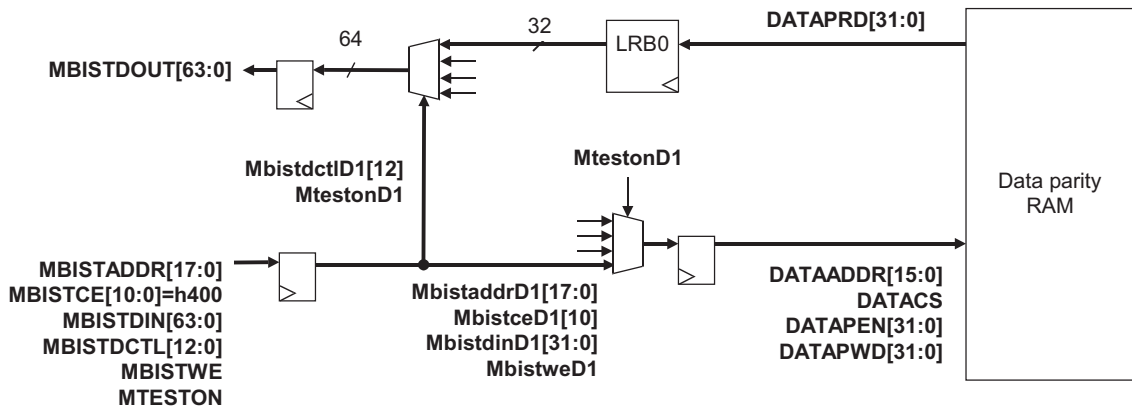 64
32
LRB0
DATAPRD[31:0]
MBISTDOUT[63:0]
MbistdctlD1[12]
MtestonD1
MtestonD1
Data parity
RAM
MBISTADDR[17:0]
MBISTCE[10:0]=h400
MBISTDIN[63:0]
MBISTDCTL[12:0]
MBISTWE
MTESTON
MbistaddrD1[17:0]
MbistceD1[10]
MbistdinD1[31:0]
MbistweD1
DATAADDR[15:0]
DATACS
DATAPEN[31:0]
DATAPWD[31:0]